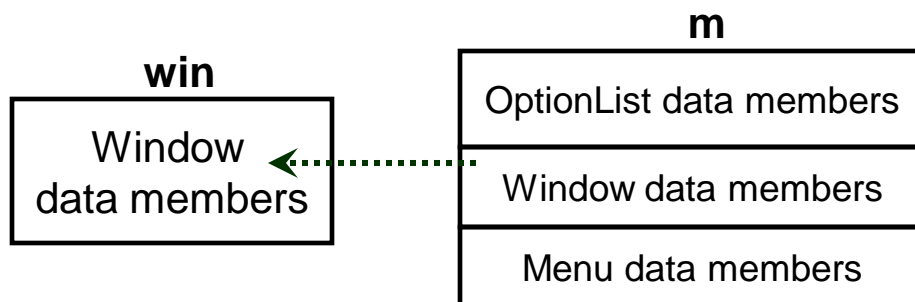 win
Window
data members
m
OptionList data members
Window data members
Menu data members